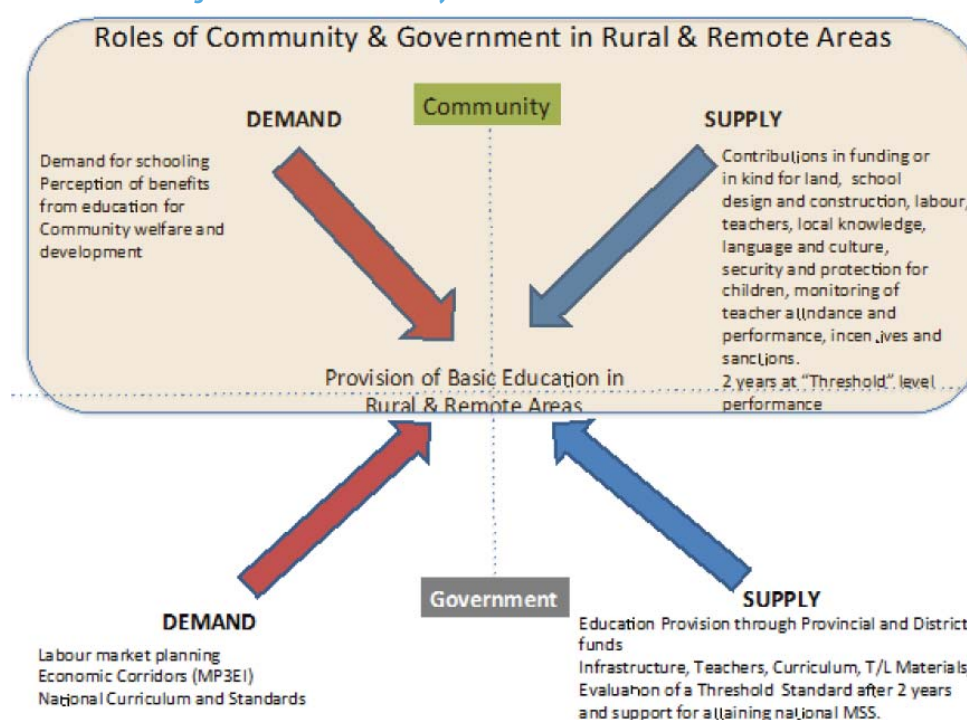 Roles of Community & Government in Rural & Remote Areas
Community
DEMAND
Demand for schooling
Perception of benefits
from education for
Community welfare and
development
SUPPLY
Contributions in funding or
in kind for land, school
design and construction, labour,
teachers, local knowledge,
language and culture,
security and protection for
children, monitoring of
teacher attndance and
performance, incentives and
sanctions.
2 years at "Threshold" level
performance
Provision of Basic Education in
Rural & Remote Areas
Government
DEMAND
Labour market planning
Economic Corridors (MP3EI)
National Curriculum and Standards
SUPPLY
Education Provision through Provincial and District
funds
Infrastructure, Teachers, Curriculum, T/L Materials
Evaluation of a Threshold Standard after 2 years
and support for attaining national MSS.